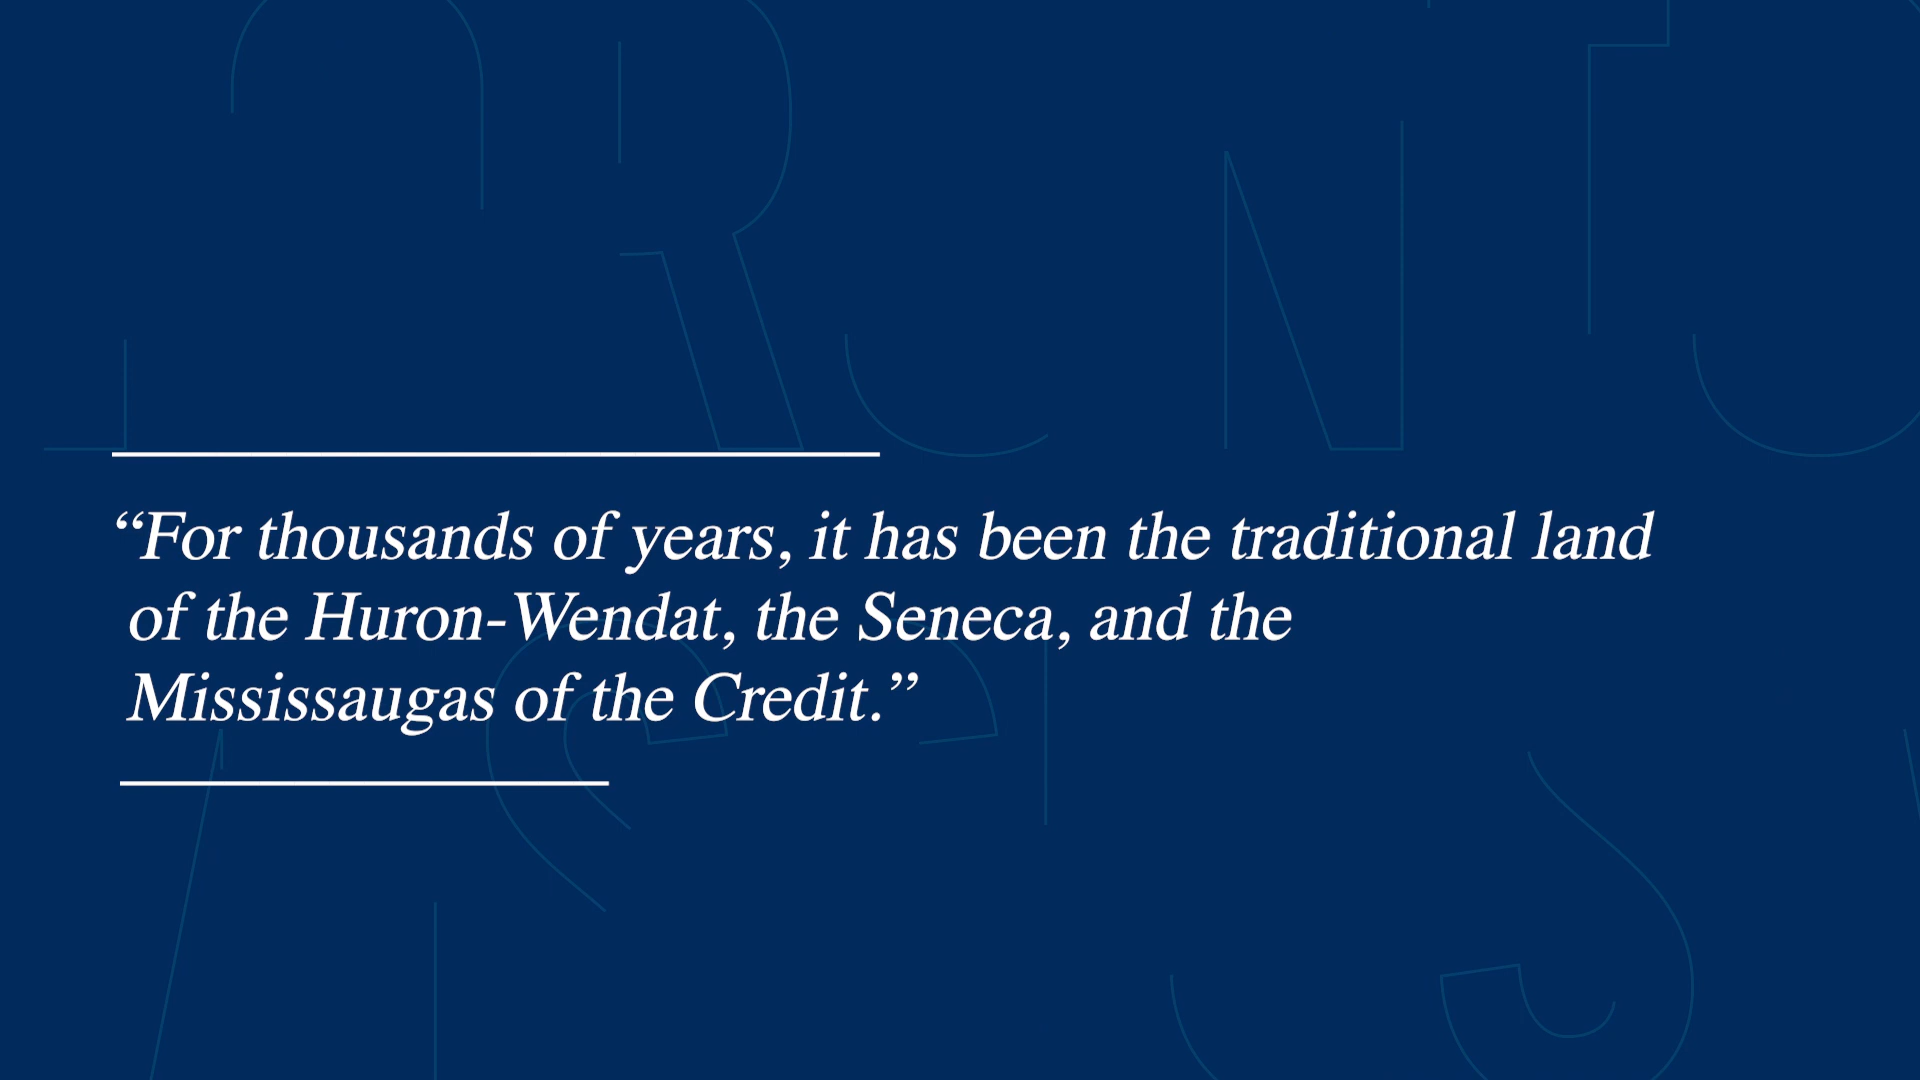 “For thousands of years, it has been the traditional land
of the Huron-Wendat, the Seneca, and the
Mississaugas of the Credit.”